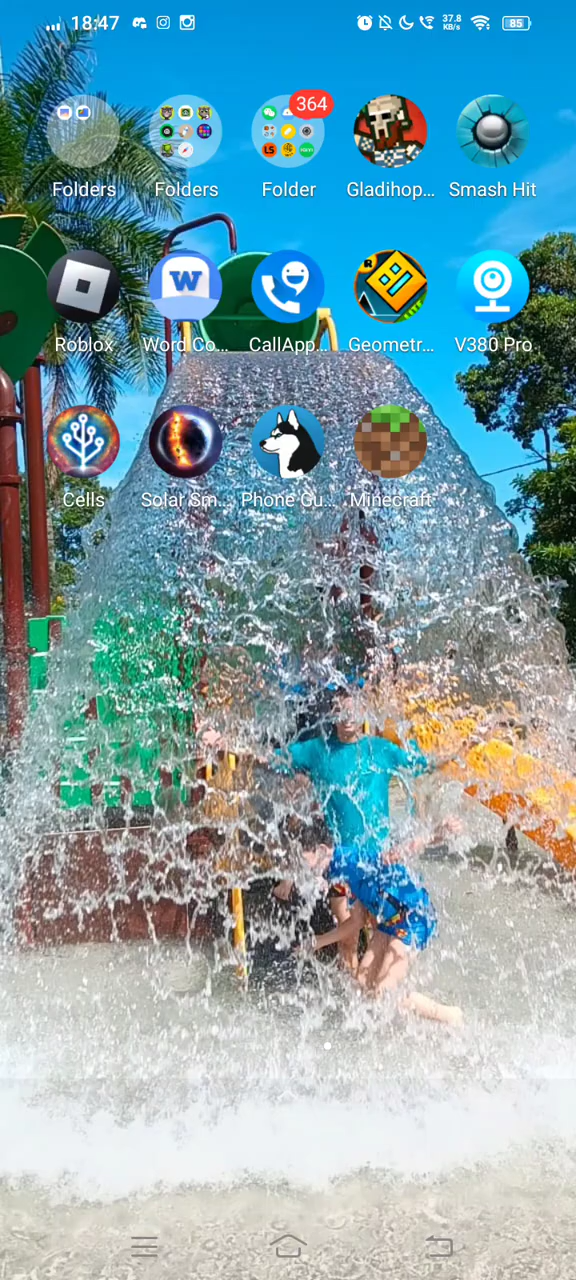 18:47
37.8
KB/s
85
364
Folders
Folders
Folder
Gladihop...
Smash Hit
W
Roblox
Word Co...
CallApp...
Geometr...
V380 Pro
Cells
Solar Sm...
Phone Gu...
Minecraft